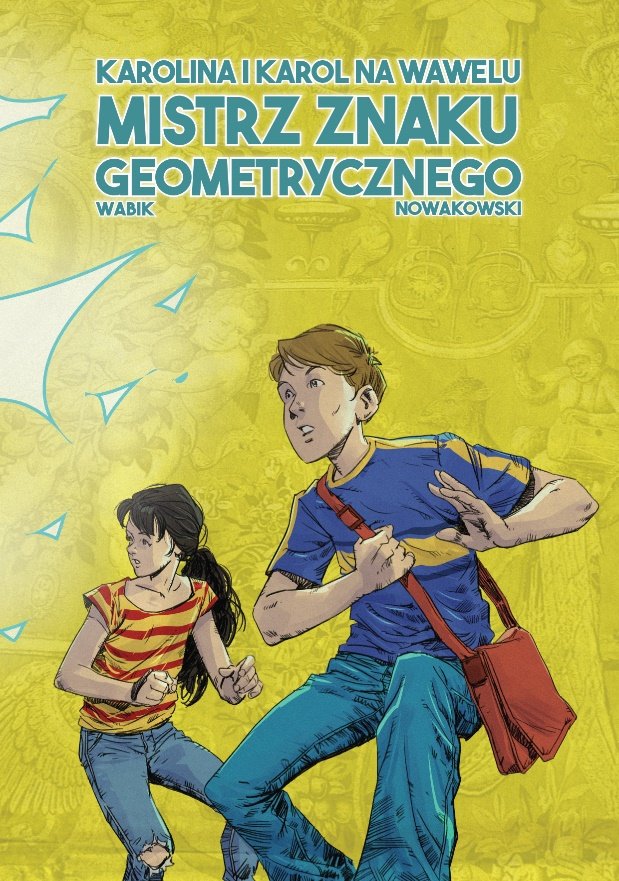 KAROLINA I KAROL NA WAWELU
MISTRZ ZNAKU
GEOMETRYCZNEGO
WABIK NOWAKOWSKI